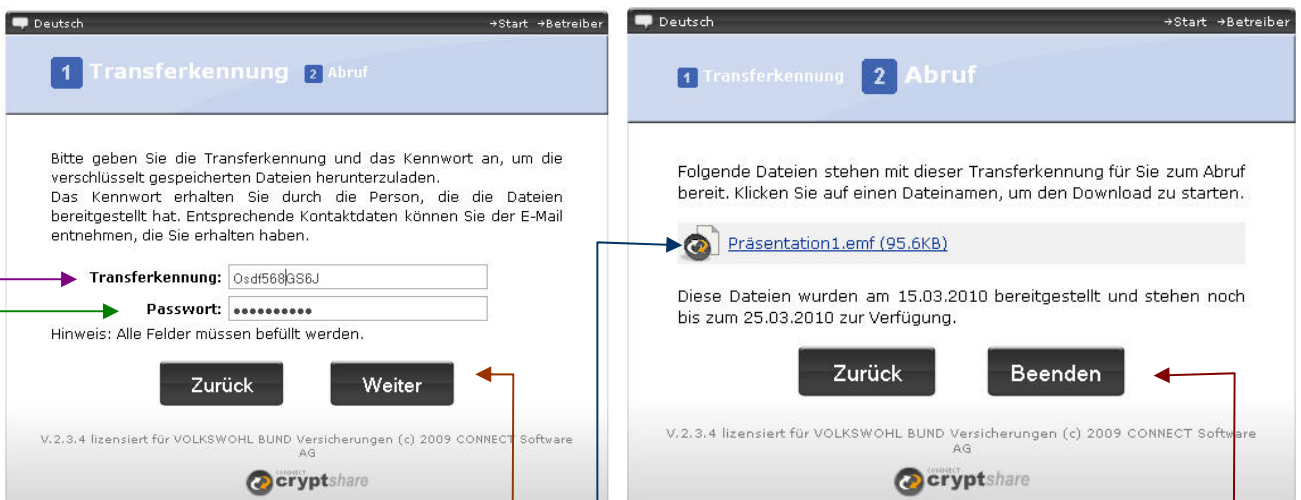 Deutsch →Start →Betreiber
1 Transferkennung 2 Abruf
Bitte geben Sie die Transferkennung und das Kennwort an, um die
verschlüsselt gespeicherten Dateien herunterzuladen.
Das Kennwort erhalten Sie durch die Person, die die Dateien
bereitgestellt hat. Entsprechende Kontaktdaten können Sie der E-Mail
entnehmen, die Sie erhalten haben.
Transferkennung: Osdf568GS6J
Passwort: ••••••••••
Hinweis: Alle Felder müssen befüllt werden.
Zurück Weiter
V.2.3.4 lizensiert für VOLKSWOHL BUND Versicherungen (c) 2009 CONNECT Software
AG
CONNECT
cryptshare
Deutsch →Start →Betreiber
1 Transferkennung 2 Abruf
Folgende Dateien stehen mit dieser Transferkennung für Sie zum Abruf
bereit. Klicken Sie auf einen Dateinamen, um den Download zu starten.
Präsentation1.emf (95.6KB)
Diese Dateien wurden am 15.03.2010 bereitgestellt und stehen noch
bis zum 25.03.2010 zur Verfügung.
Zurück Beenden
V.2.3.4 lizensiert für VOLKSWOHL BUND Versicherungen (c) 2009 CONNECT Software
AG
CONNECT
cryptshare